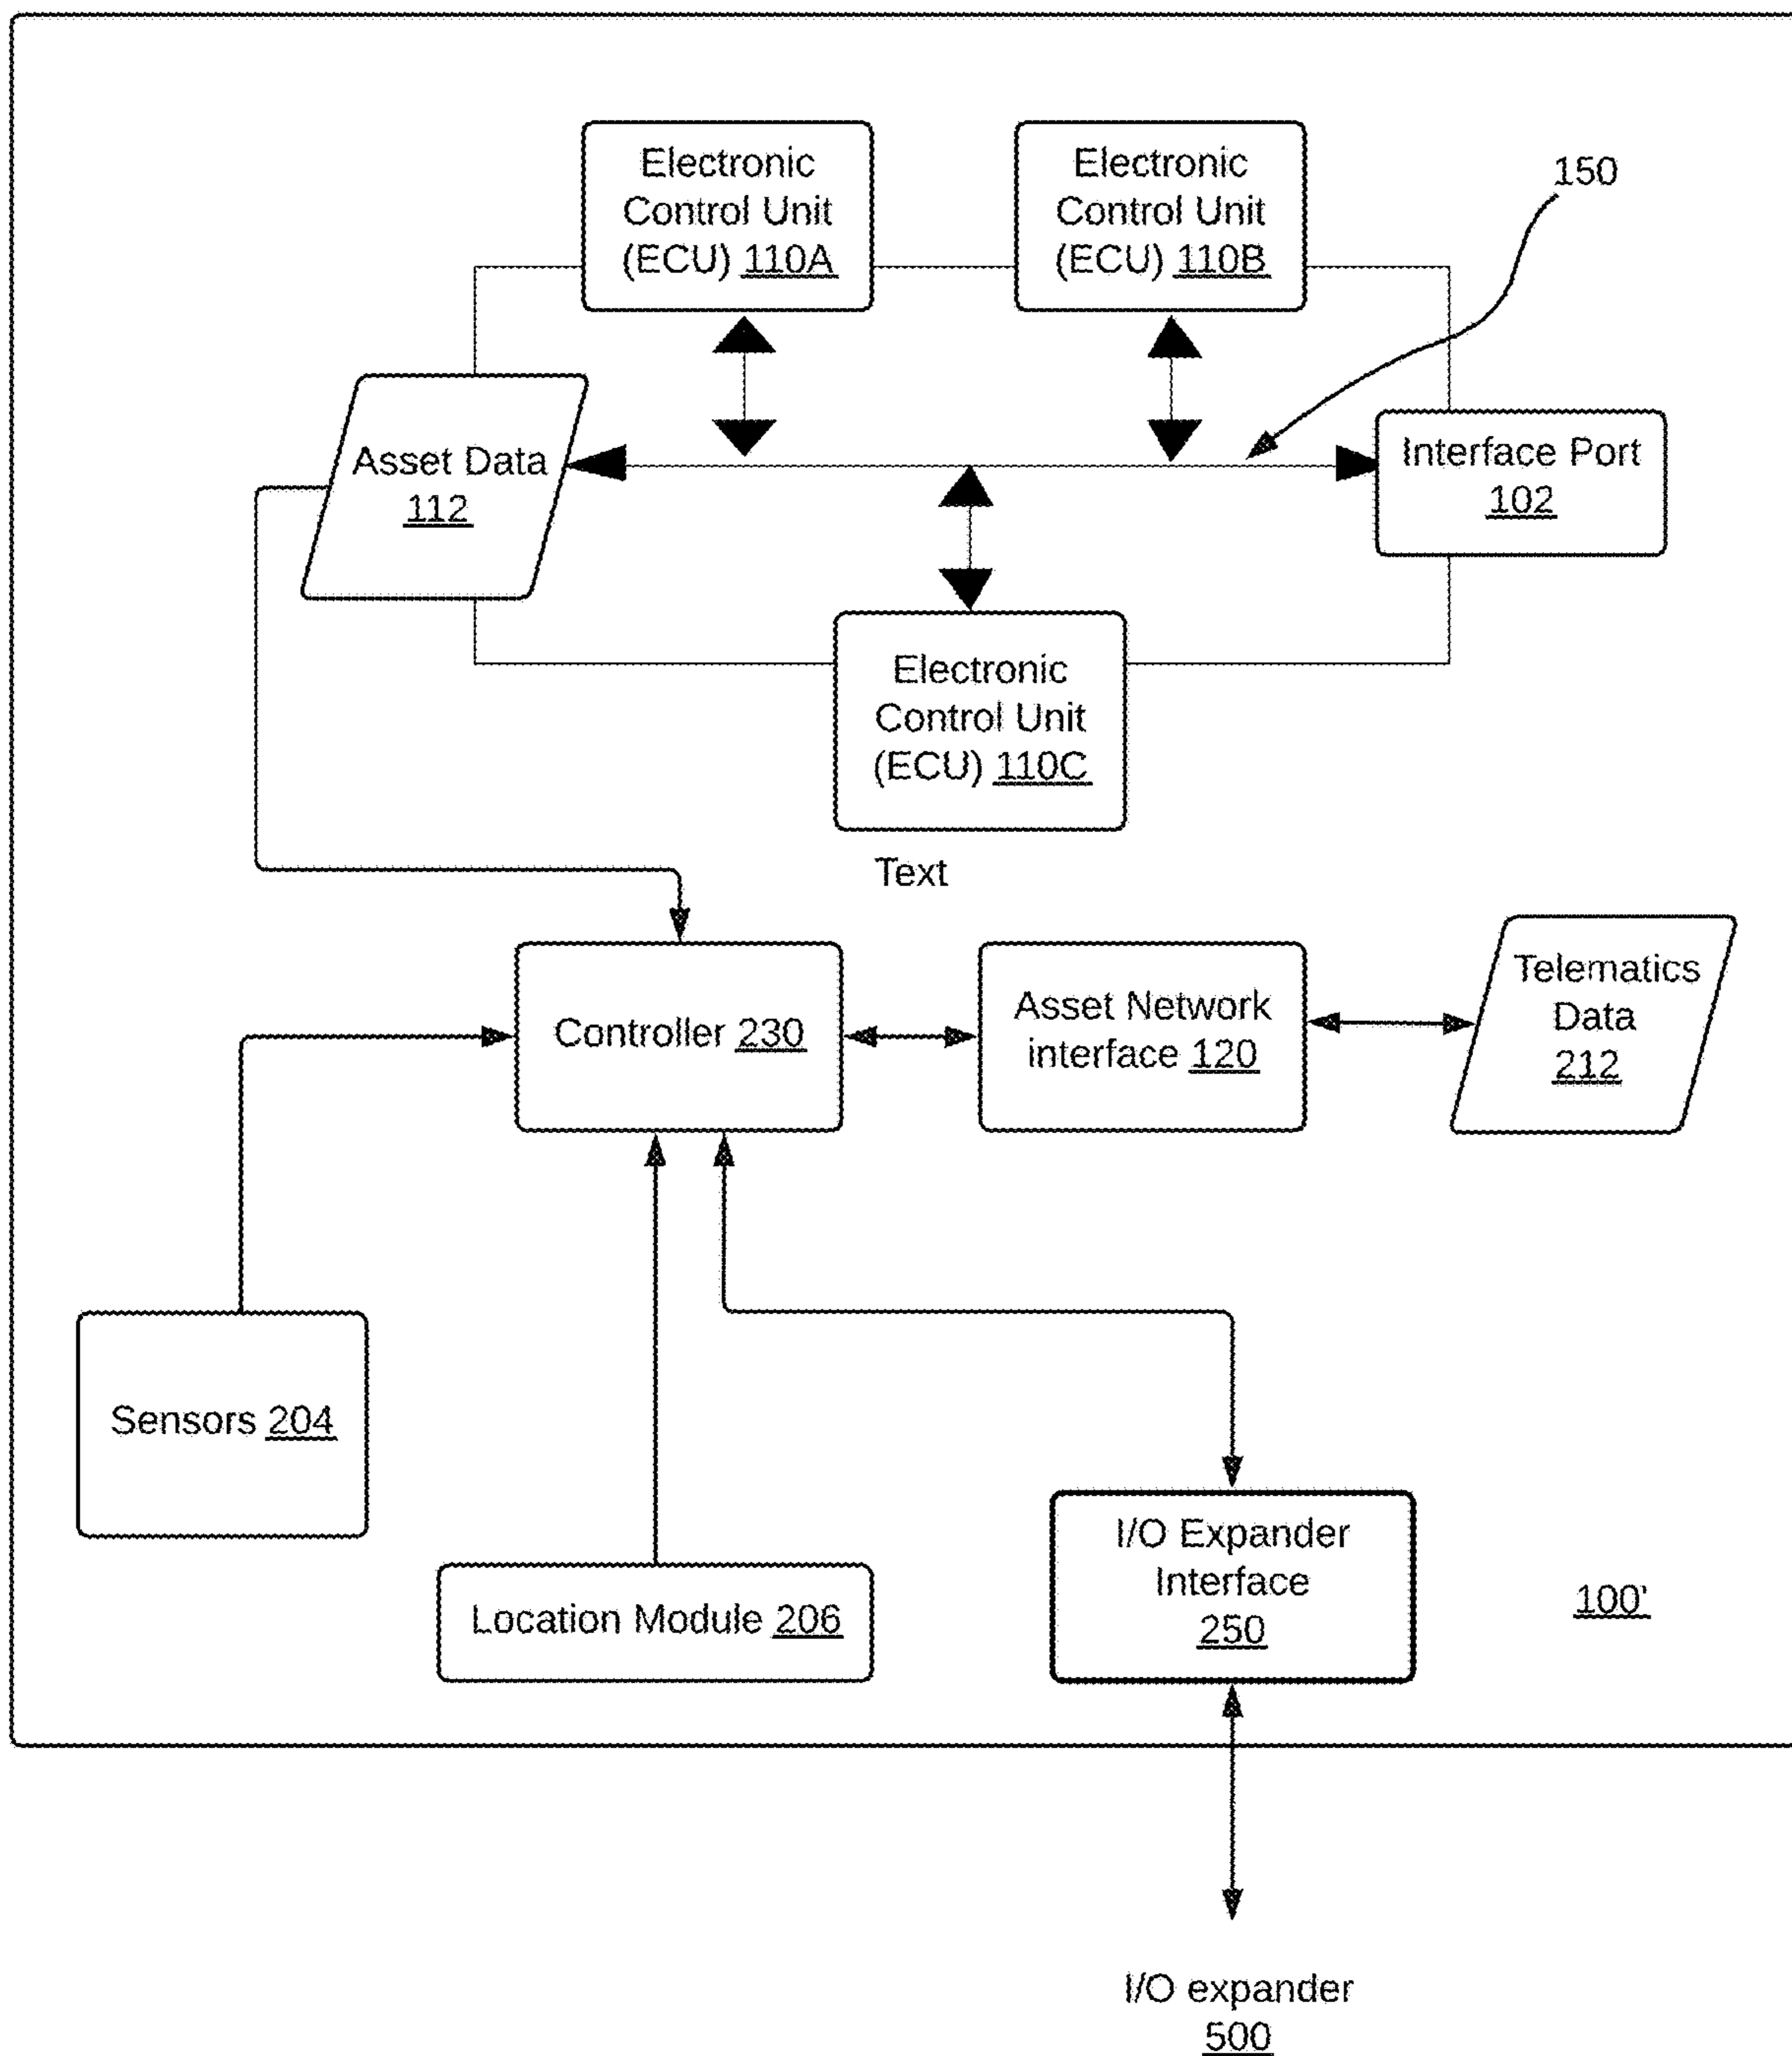 Electronic
Control Unit
(ECU) 110A
Electronic
Control Unit
(ECU) 110B
150
Asset Data
112
Interface Port
102
Electronic
Control Unit
(ECU) 110C
Text
Controller 230
Asset Network
interface 120
Telematics
Data
212
Sensors 204
Location Module 206
I/O Expander
Interface
250
100'
I/O expander
500